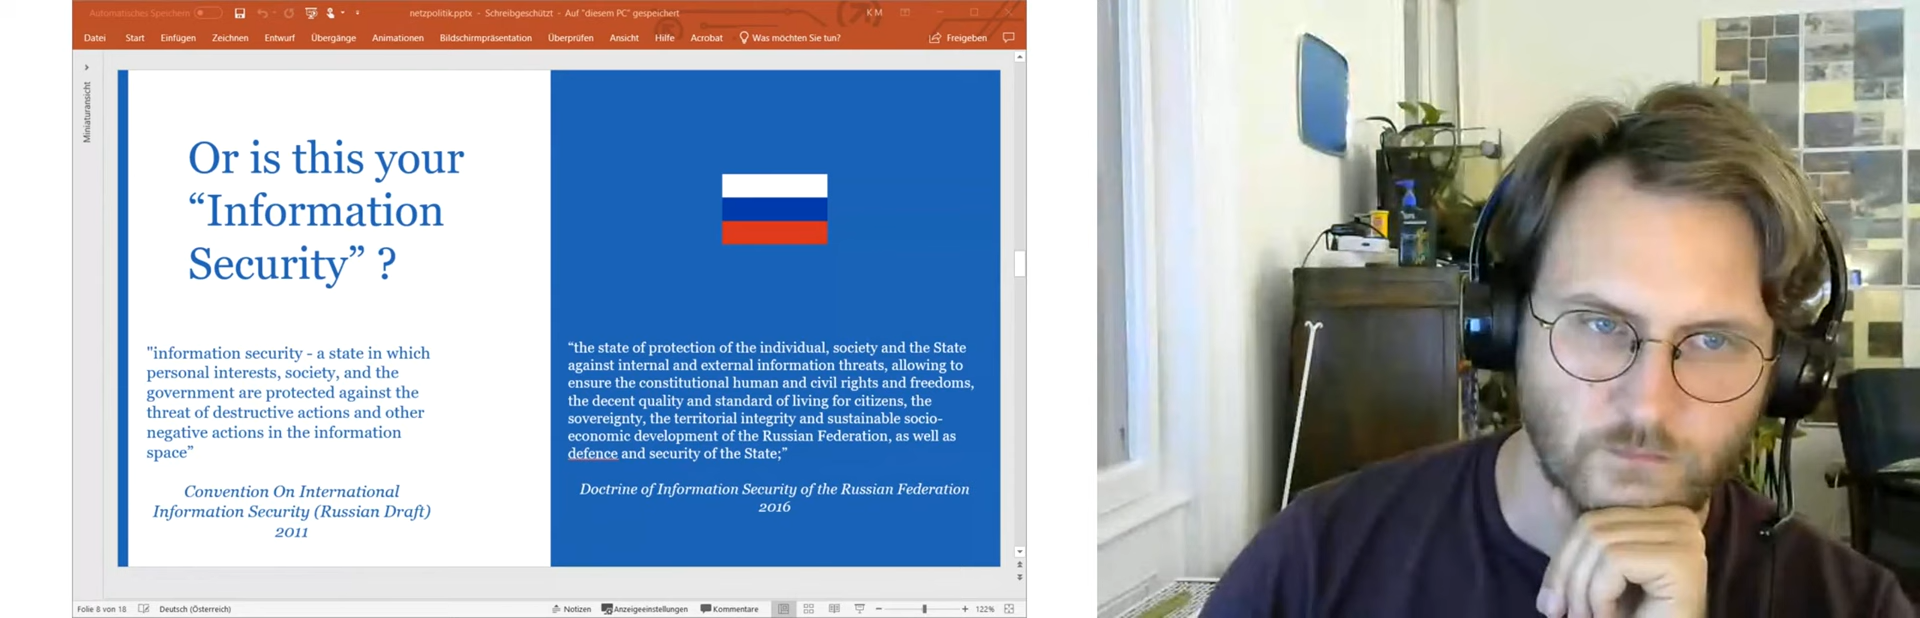 Automatisches Speichern
netzpolitik.pptx - Schreibgeschützt - Auf "diesem PC" gespeichert
K M
Datei Start Einfügen Zeichnen Entwurf Übergänge Animationen Bildschirmpräsentation Überprüfen Ansicht Hilfe Acrobat Was möchten Sie tun? Freigeben
Miniaturansicht
Or is this your
“Information
Security” ?
"information security - a state in which
personal interests, society, and the
government are protected against the
threat of destructive actions and other
negative actions in the information
space”
Convention On International
Information Security (Russian Draft)
2011
“the state of protection of the individual, society and the State
against internal and external information threats, allowing to
ensure the constitutional human and civil rights and freedoms,
the decent quality and standard of living for citizens, the
sovereignty, the territorial integrity and sustainable socio-
economic development of the Russian Federation, as well as
defence and security of the State;”
Doctrine of Information Security of the Russian Federation
2016
Folie 8 von 18 Deutsch (Österreich) Notizen Anzeigeeinstellungen Kommentare 122%